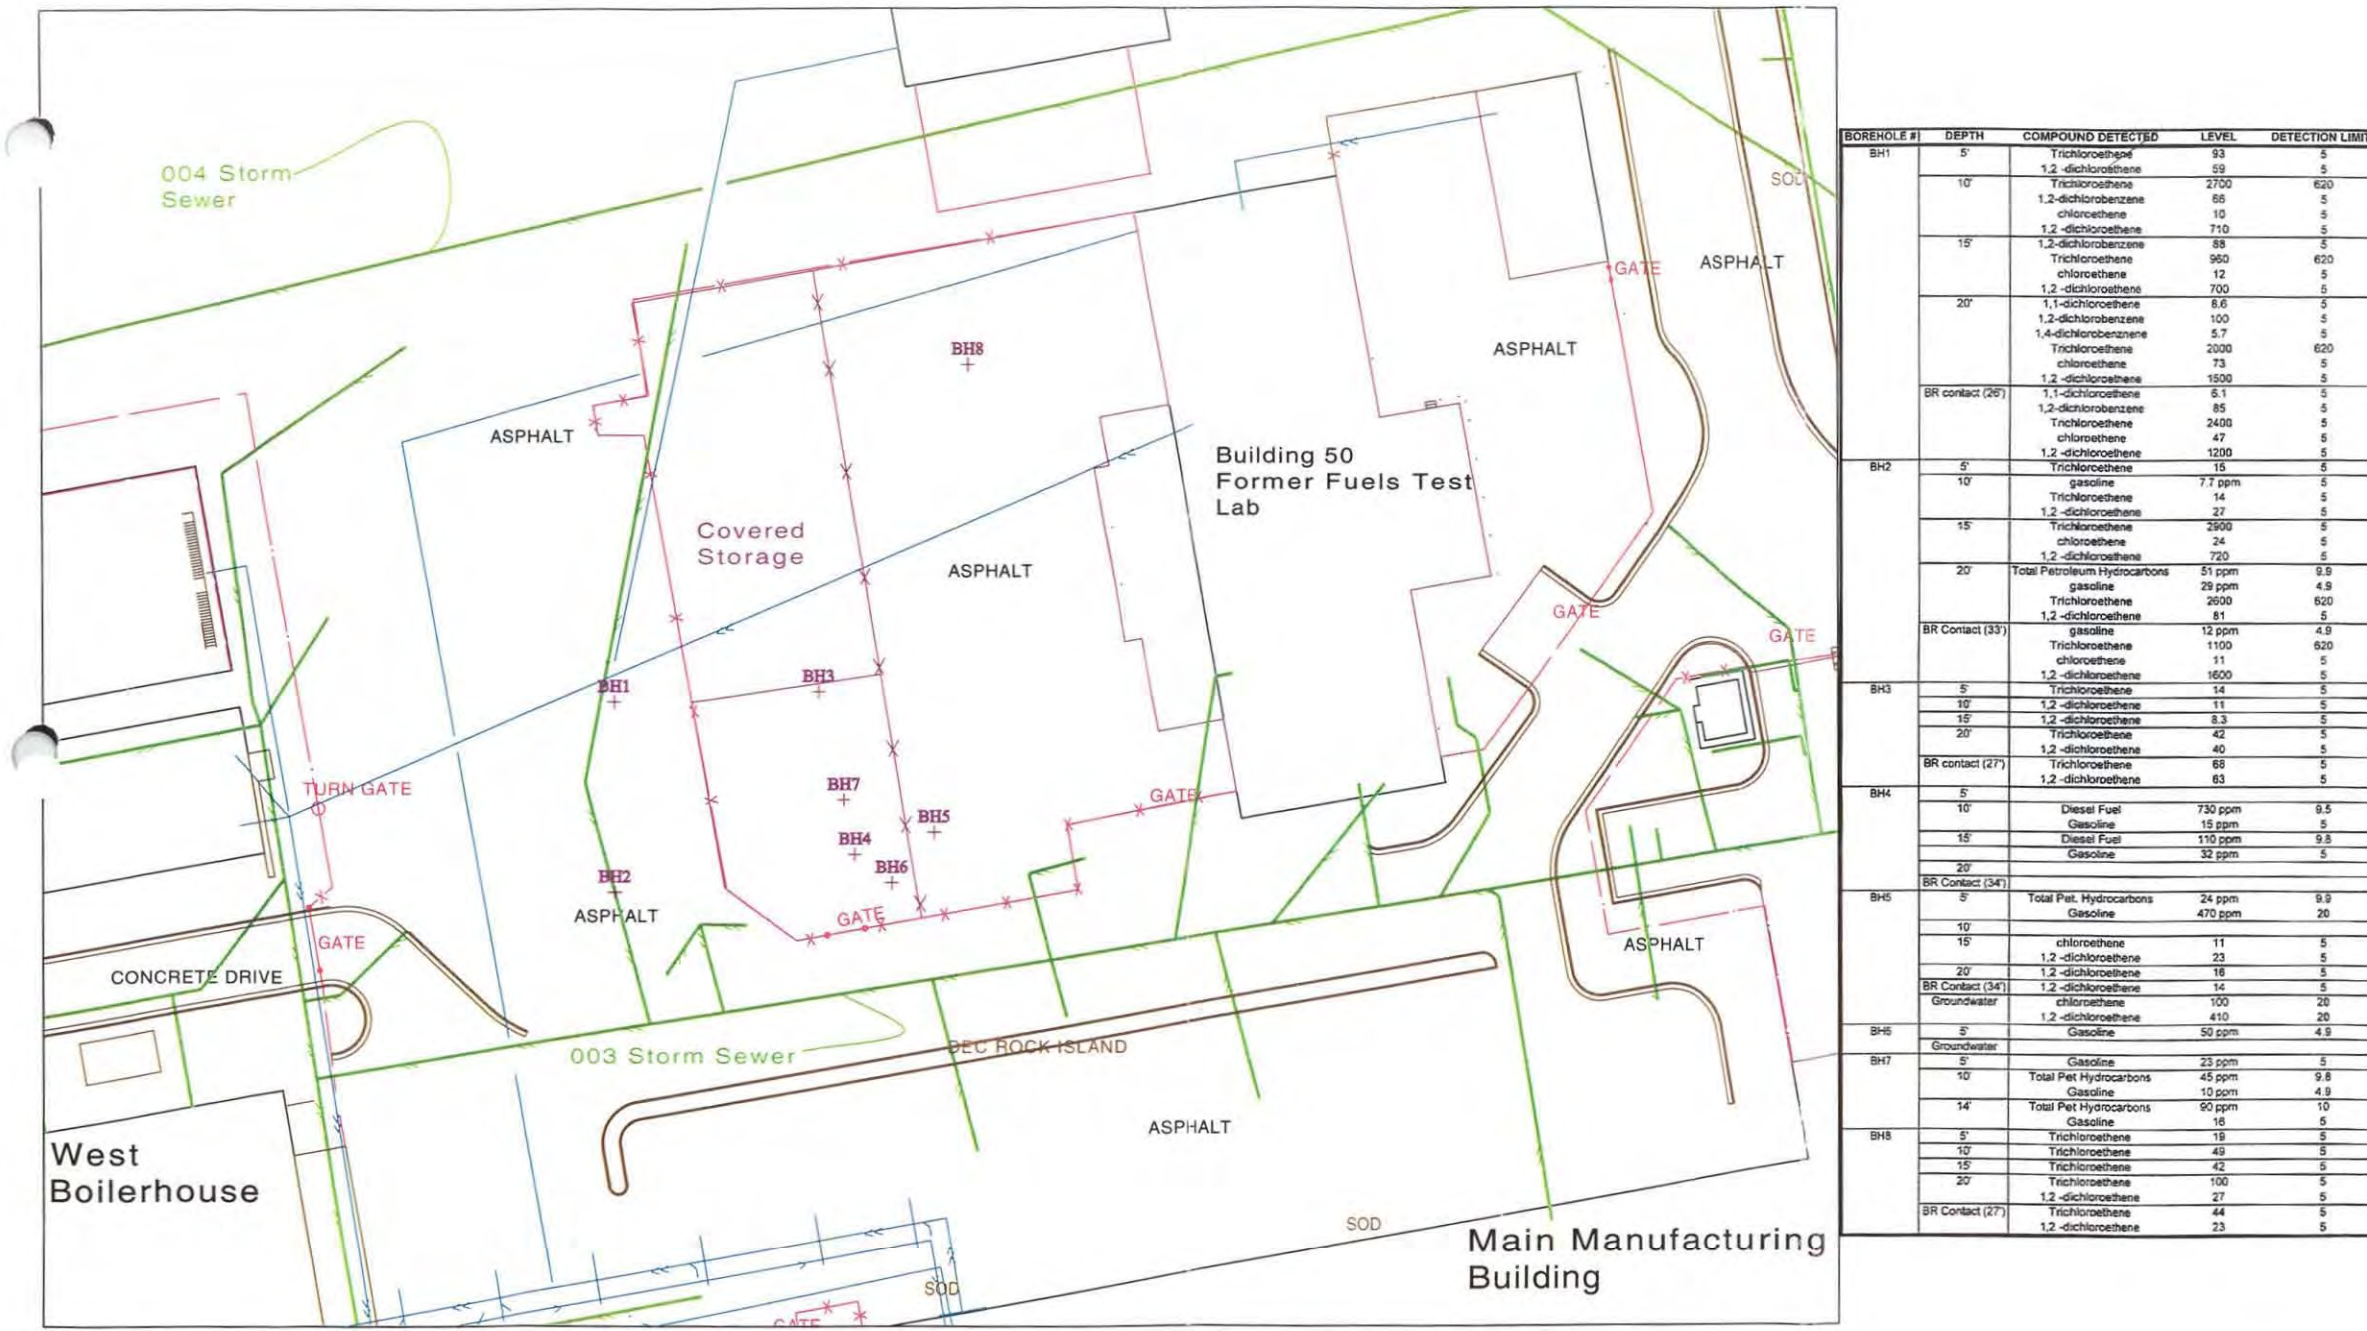 004 Storm
Sewer
SOD
ASPHALT
GATE
BH8
ASPHALT
ASPHALT
Building 50
Former Fuels Test
Lab
Covered
Storage
ASPHALT
GATE
GATE
BH1
BH3
TURN GATE
BH7
GATE
BH5
BH4
BH6
BH2
ASPHALT
GATE
GATE
ASPHALT
CONCRETE DRIVE
003 Storm Sewer
DEC ROCK ISLAND
ASPHALT
West
Boilerhouse
SOD
Main Manufacturing
Building
SOD
GATE
BOREHOLE # DEPTH COMPOUND DETECTED LEVEL DETECTION LIMIT
BH1 5' Trichloroethene 93 5
1,2 -dichloroethene 59 5
10' Trichloroethene 2700 620
1,2-dichlorobenzene 66 5
chloroethene 10 5
1,2 -dichloroethene 710 5
15' 1,2-dichlorobenzene 88 5
Trichloroethene 960 620
chloroethene 12 5
1,2 -dichloroethene 700 5
20' 1,1-dichloroethene 8.6 5
1,2-dichlorobenzene 100 5
1,4-dichlorobenznene 5.7 5
Trichloroethene 2000 620
chloroethene 73 5
1,2 -dichloroethene 1500 5
BR contact (26') 1,1-dichloroethene 6.1 5
1,2-dichlorobenzene 85 5
Trichloroethene 2400 5
chloroethene 47 5
1,2 -dichloroethene 1200 5
BH2 5' Trichloroethene 15 5
10' gasoline 7.7 ppm 5
Trichloroethene 14 5
1,2 -dichloroethene 27 5
15' Trichloroethene 2900 5
chloroethene 24 5
1,2 -dichloroethene 720 5
20' Total Petroleum Hydrocarbons 51 ppm 9.9
gasoline 29 ppm 4.9
Trichloroethene 2600 620
1,2 -dichloroethene 81 5
BR Contact (33') gasoline 12 ppm 4.9
Trichloroethene 1100 620
chloroethene 11 5
1,2 -dichloroethene 1600 5
BH3 5' Trichloroethene 14 5
10' 1,2 -dichloroethene 11 5
15' 1,2 -dichloroethene 8.3 5
20' Trichloroethene 42 5
1,2 -dichloroethene 40 5
BR contact (27') Trichloroethene 68 5
1,2 -dichloroethene 63 5
BH4 5'
10' Diesel Fuel 730 ppm 9.5
Gasoline 15 ppm 5
15' Diesel Fuel 110 ppm 9.8
Gasoline 32 ppm 5
20'
BR Contact (34')
BH5 5' Total Pet. Hydrocarbons 24 ppm 9.9
Gasoline 470 ppm 20
10'
15' chloroethene 11 5
1,2 -dichloroethene 23 5
20' 1,2 -dichloroethene 16 5
BR Contact (34') 1,2 -dichloroethene 14 5
Groundwater chloroethene 100 20
1,2 -dichloroethene 410 20
BH6 5' Gasoline 50 ppm 4.9
Groundwater
BH7 5' Gasoline 23 ppm 5
10' Total Pet Hydrocarbons 45 ppm 9.8
Gasoline 10 ppm 4.9
14' Total Pet Hydrocarbons 90 ppm 10
Gasoline 16 5
BH8 5' Trichloroethene 19 5
10' Trichloroethene 49 5
15' Trichloroethene 42 5
20' Trichloroethene 100 5
1,2 -dichloroethene 27 5
BR Contact (27') Trichloroethene 44 5
1,2 -dichloroethene 23 5